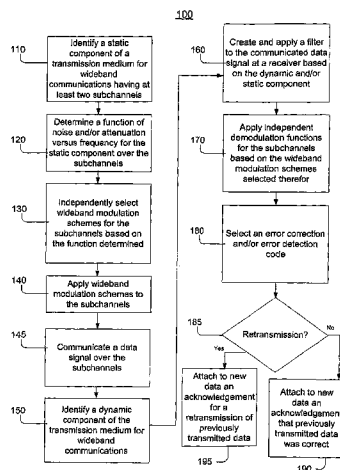 100
110
Identify a static
component of a
transmission medium for
wideband
communications having at
least two subchannels
120
Determine a function of
noise and/or attenuation
versus frequency for the
static component over the
subchannels
130
Independently select
wideband modulation
schemes for the
subchannels based on the
function determined
140
Apply wideband
modulation schemes to the
subchannels
145
Communicate a data
signal over the
subchannels
150
Identify a dynamic
component of the
transmission medium for
wideband
communications
160
Create and apply a filter
to the communicated data
signal at a receiver based
on the dynamic and/or
static component
170
Apply independent
demodulation functions
for the subchannels
based on the wideband
modulation schemes
selected therefor
180
Select an error correction
and/or error detection
code
185
Retransmission?
Yes
No
Attach to new
data an
acknowledgement
for a
retransmission of
previously
transmitted data
195
Attach to new
data an
acknowledgement
that previously
transmitted data
was correct
190